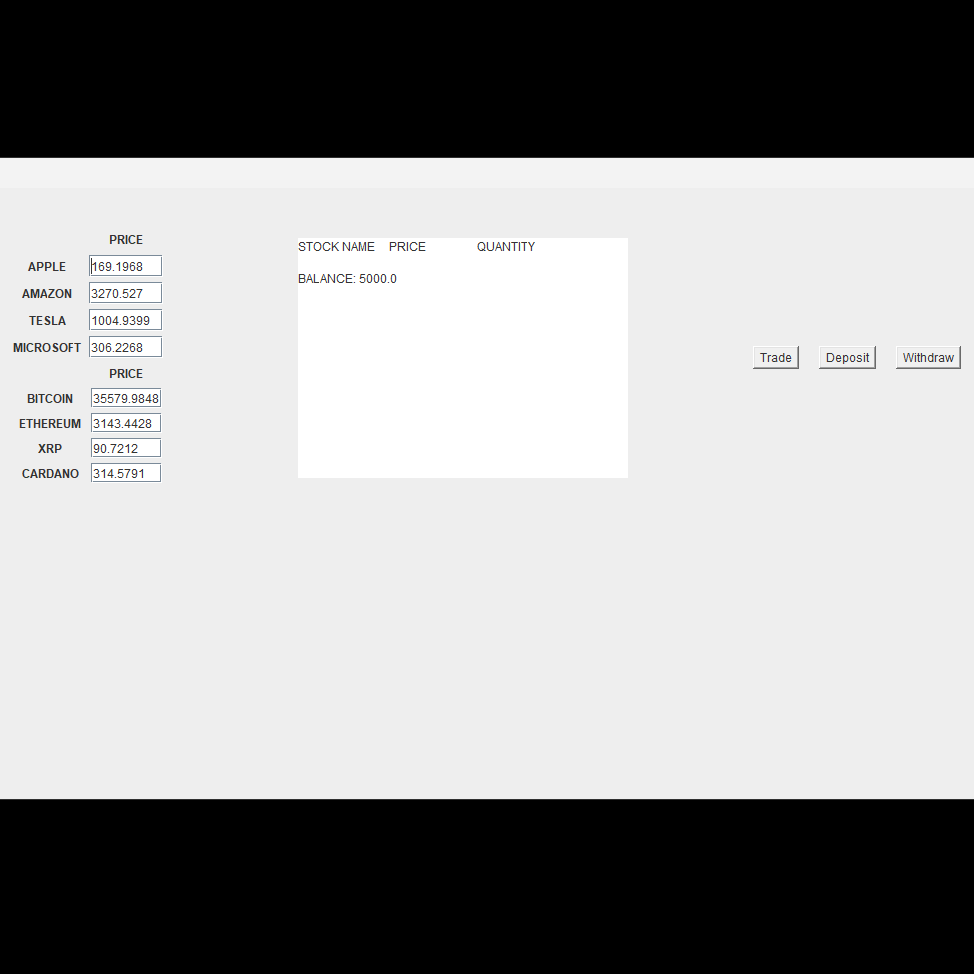 PRICE
APPLE 169.1968
AMAZON 3270.527
TESLA 1004.9399
MICROSOFT 306.2268
PRICE
BITCOIN 35579.9848
ETHEREUM 3143.4428
XRP 90.7212
CARDANO 314.5791
STOCK NAME PRICE QUANTITY
BALANCE: 5000.0
Trade Deposit Withdraw